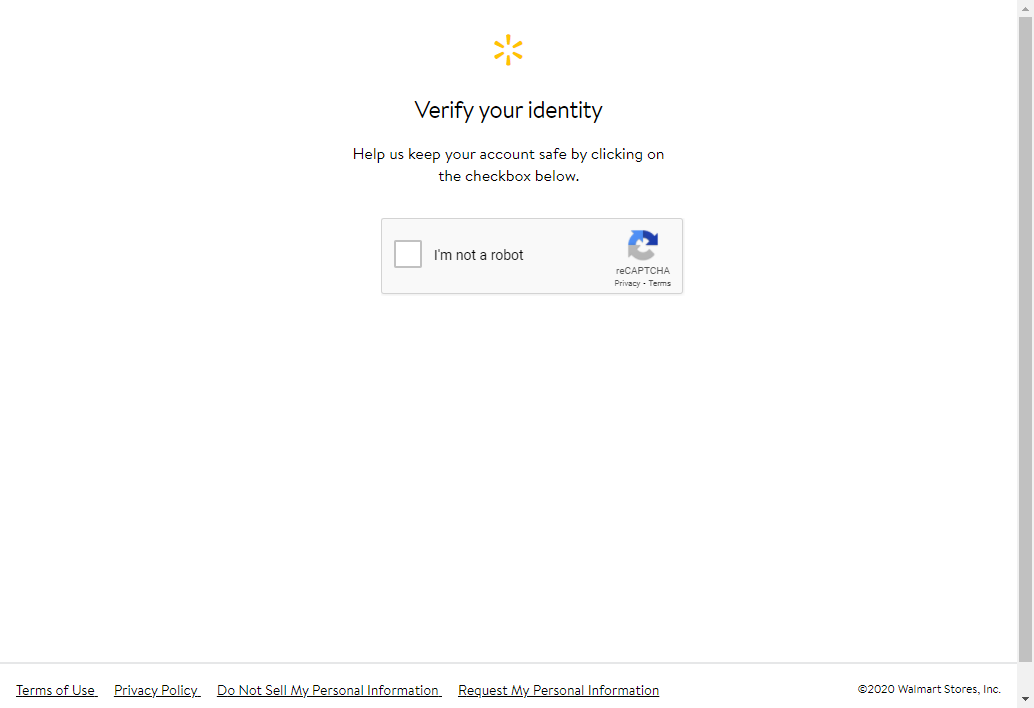 Verify your identity
Help us keep your account safe by clicking on
the checkbox below.
I'm not a robot
reCAPTCHA
Privacy - Terms
Terms of Use Privacy Policy Do Not Sell My Personal Information Request My Personal Information ©2020 Walmart Stores, Inc.